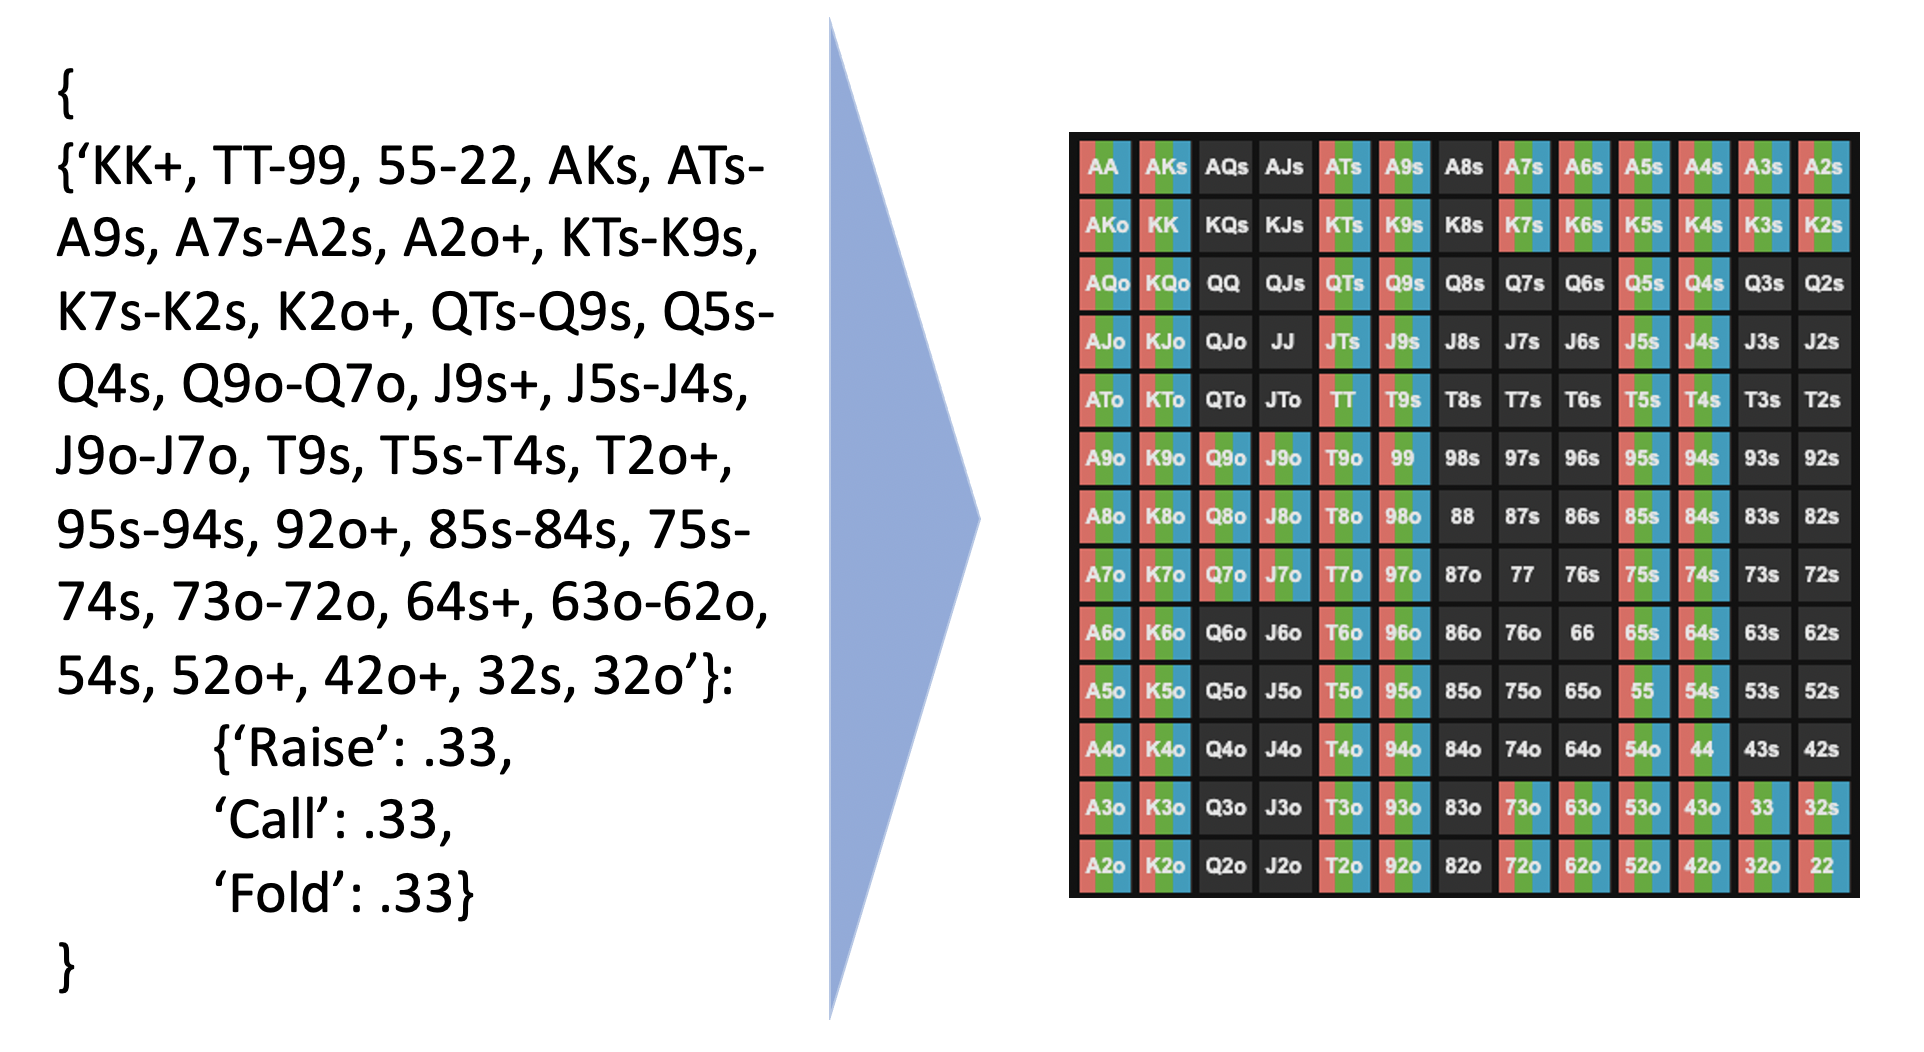 {
{‘KK+, TT-99, 55-22, AKs, ATs-
A9s, A7s-A2s, A2o+, KTs-K9s,
K7s-K2s, K2o+, QTs-Q9s, Q5s-
Q4s, Q9o-Q7o, J9s+, J5s-J4s,
J9o-J7o, T9s, T5s-T4s, T2o+,
95s-94s, 92o+, 85s-84s, 75s-
74s, 73o-72o, 64s+, 63o-62o,
54s, 52o+, 42o+, 32s, 32o’}:
{‘Raise’: .33,
‘Call’: .33,
‘Fold’: .33}
}
AA AKs AQs AJs ATs A9s A8s A7s A6s A5s A4s A3s A2s
AKo KK KQs KJs KTs K9s K8s K7s K6s K5s K4s K3s K2s
AQo KQo QQ QJs QTs Q9s Q8s Q7s Q6s Q5s Q4s Q3s Q2s
AJo KJo QJo JJ JTs J9s J8s J7s J6s J5s J4s J3s J2s
ATo KTo QTo JTo TT T9s T8s T7s T6s T5s T4s T3s T2s
A9o K9o Q9o J9o T9o 99 98s 97s 96s 95s 94s 93s 92s
A8o K8o Q8o J8o T8o 98o 88 87s 86s 85s 84s 83s 82s
A7o K7o Q7o J7o T7o 97o 87o 77 76s 75s 74s 73s 72s
A6o K6o Q6o J6o T6o 96o 86o 76o 66 65s 64s 63s 62s
A5o K5o Q5o J5o T5o 95o 85o 75o 65o 55 54s 53s 52s
A4o K4o Q4o J4o T4o 94o 84o 74o 64o 54o 44 43s 42s
A3o K3o Q3o J3o T3o 93o 83o 73o 63o 53o 43o 33 32s
A2o K2o Q2o J2o T2o 92o 82o 72o 62o 52o 42o 32o 22